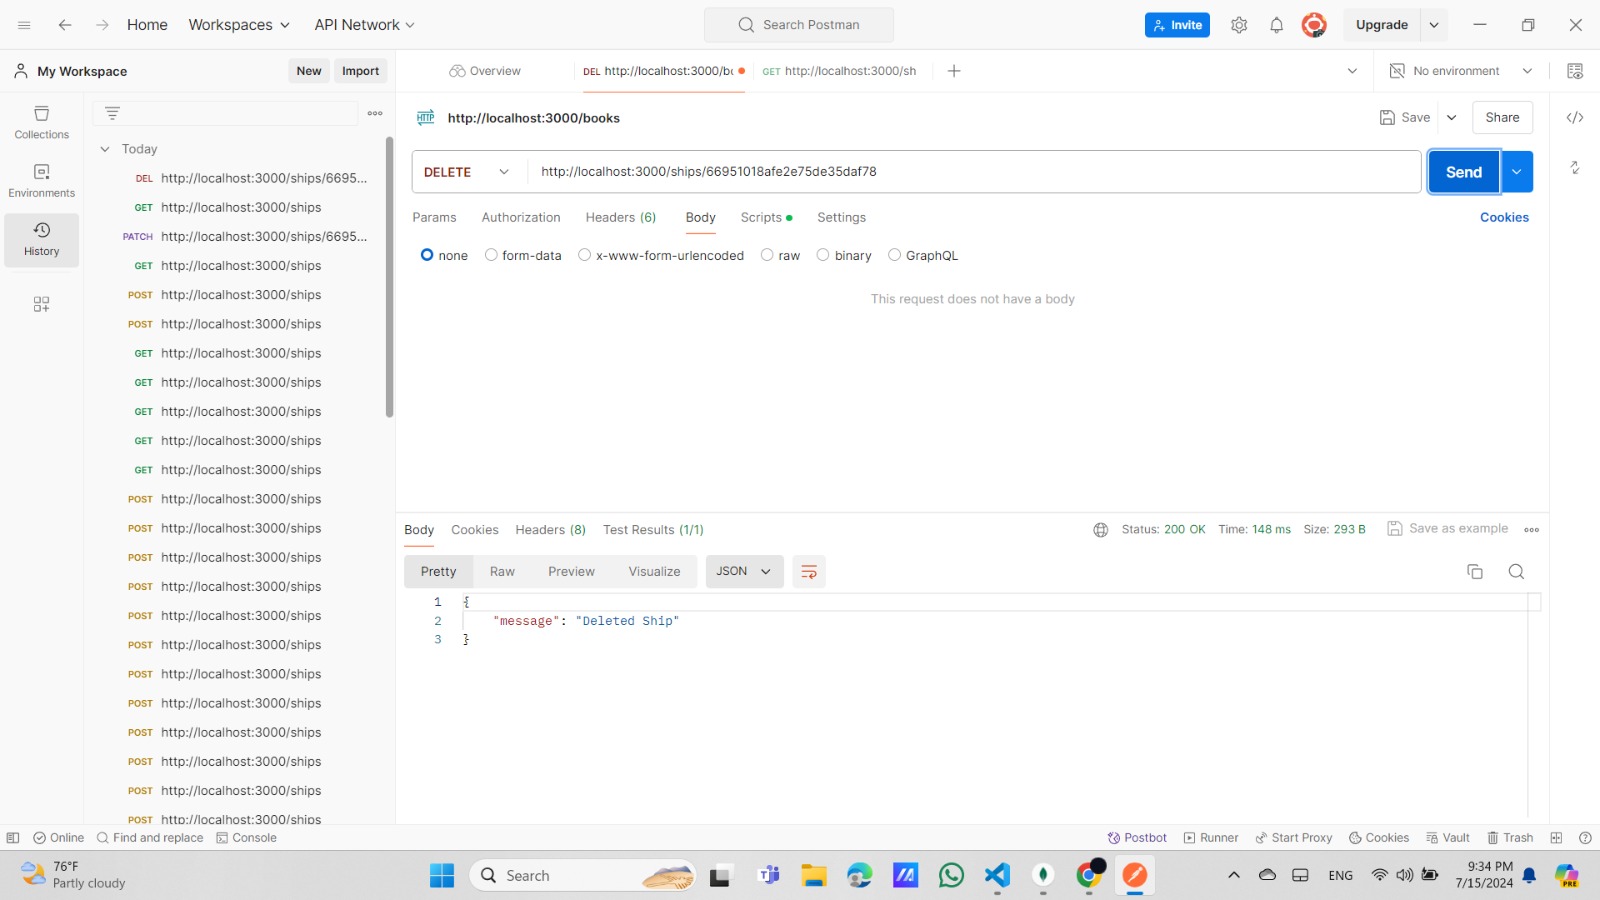 Home
Workspaces
API Network
Search Postman
Invite
Upgrade
My Workspace
New
Import
Overview
DEL http://localhost:3000/b
GET http://localhost:3000/sh
No environment
Collections
Environments
History
HTTP http://localhost:3000/books
Save
Share
DELETE
http://localhost:3000/ships/66951018afe2e75de35daf78
Send
Params
Authorization
Headers (6)
Body
Scripts
Settings
Cookies
none
form-data
x-www-form-urlencoded
raw
binary
GraphQL
This request does not have a body
Today
DEL http://localhost:3000/ships/6695...
GET http://localhost:3000/ships
PATCH http://localhost:3000/ships/6695...
GET http://localhost:3000/ships
POST http://localhost:3000/ships
POST http://localhost:3000/ships
GET http://localhost:3000/ships
GET http://localhost:3000/ships
GET http://localhost:3000/ships
GET http://localhost:3000/ships
GET http://localhost:3000/ships
POST http://localhost:3000/ships
POST http://localhost:3000/ships
POST http://localhost:3000/ships
POST http://localhost:3000/ships
POST http://localhost:3000/ships
POST http://localhost:3000/ships
POST http://localhost:3000/ships
POST http://localhost:3000/ships
POST http://localhost:3000/ships
POST http://localhost:3000/ships
POST http://localhost:3000/ships
POST http://localhost:3000/ships
Body
Cookies
Headers (8)
Test Results (1/1)
Status: 200 OK
Time: 148 ms
Size: 293 B
Save as example
Pretty
Raw
Preview
Visualize
JSON
1 {
2 "message": "Deleted Ship"
3 }
Online
Find and replace
Console
Postbot
Runner
Start Proxy
Cookies
Vault
Trash
76°F
Partly cloudy
Search
ENG
9:34 PM
7/15/2024
PRE